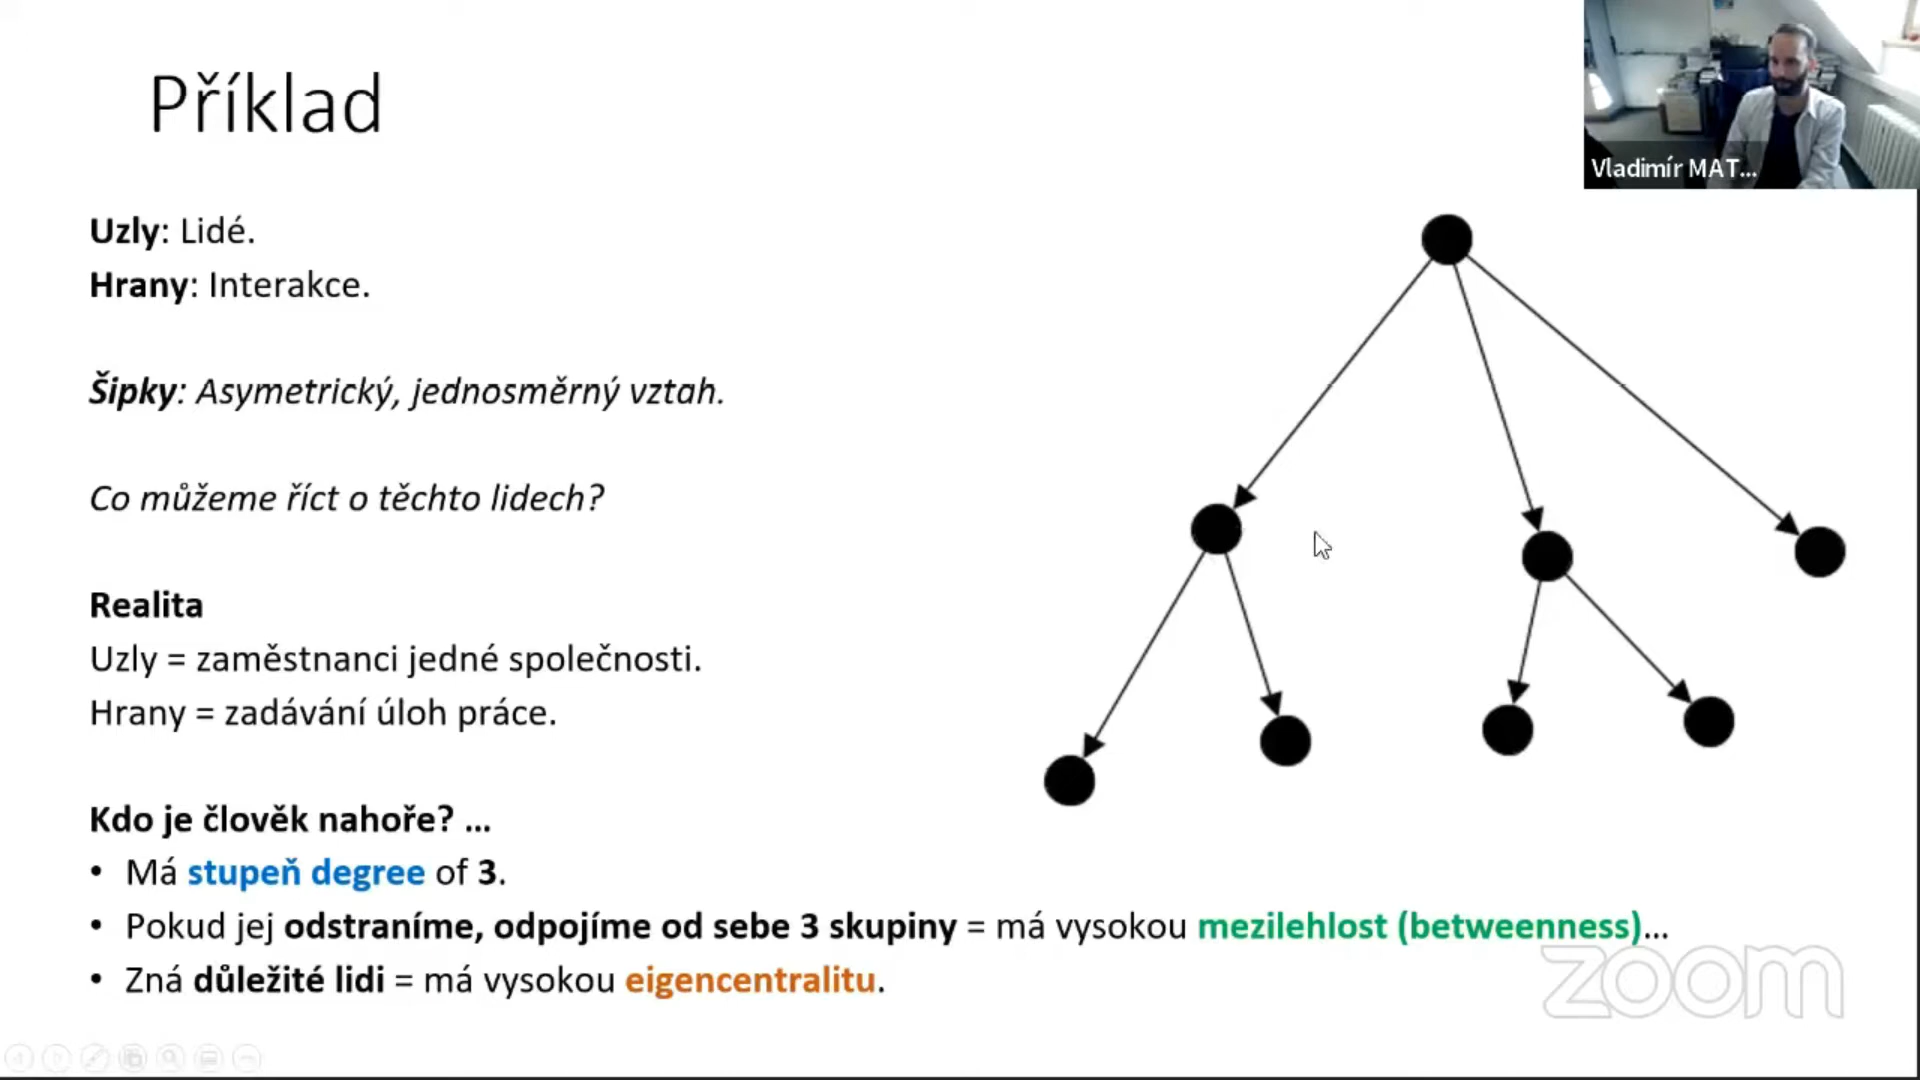 Příklad
Vladimír MAT...
Uzly: Lidé.
Hrany: Interakce.
Šipky: Asymetrický, jednosměrný vztah.
Co můžeme říct o těchto lidech?
Realita
Uzly = zaměstnanci jedné společnosti.
Hrany = zadávání úloh práce.
Kdo je člověk nahoře? ...
• Má stupeň degree of 3.
• Pokud jej odstraníme, odpojíme od sebe 3 skupiny = má vysokou mezilehlost (betweenness)...
• Zná důležité lidi = má vysokou eigencentralitu.
zoom